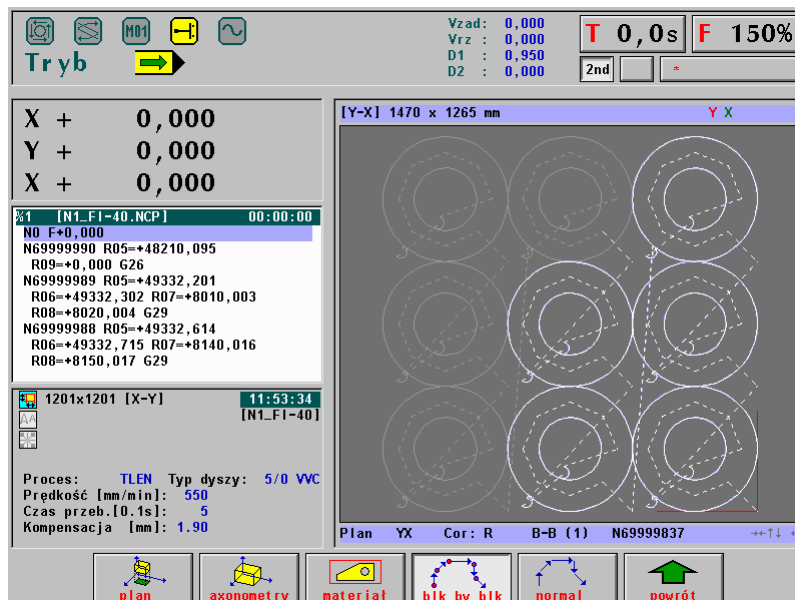 M01
Tryb
Vzad: 0,000
Vrz : 0,000
D1 : 0,950
D2 : 0,000
T 0,0s F 150%
2nd *
X + 0,000
Y + 0,000
X + 0,000
%1 [N1_FI-40.NCP] 00:00:00
N0 F+0,000
N69999990 R05=+48210,095
R09=+0,000 G26
N69999989 R05=+49332,201
R06=+49332,302 R07=+8010,003
R08=+8020,004 G29
N69999988 R05=+49332,614
R06=+49332,715 R07=+8140,016
R08=+8150,017 G29
1201x1201 [X-Y] 11:53:34
[N1_FI-40]
AA
Proces: TLEN Typ dyszy: 5/0 VVC
Prędkość [mm/min]: 550
Czas przeb.[0.1s]: 5
Kompensacja [mm]: 1.90
[Y-X] 1470 x 1265 mm Y X
Plan YX Cor: R B-B (1) N69999837
plan axonometry materiał blk by blk normal powrót